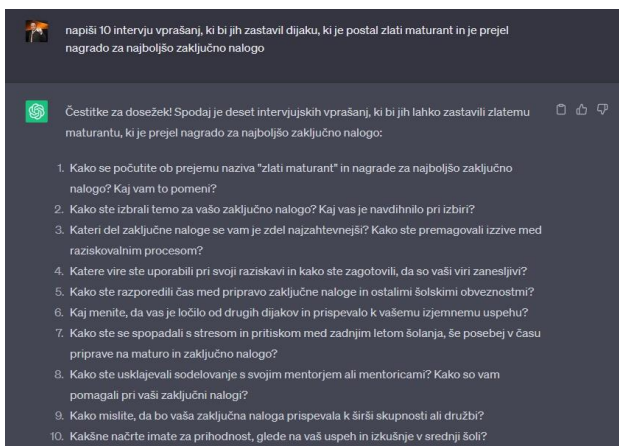 napiši 10 intervju vprašanj, ki bi jih zastavil dijaku, ki je postal zlati maturant in je prejel
nagrado za najboljšo zaključno nalogo
Čestitke za dosežek! Spodaj je deset intervjujskih vprašanj, ki bi jih lahko zastavili zlatemu
maturantu, ki je prejel nagrado za najboljšo zaključno nalogo:
1. Kako se počutite ob prejemu naziva "zlati maturant" in nagrade za najboljšo zaključno
nalogo? Kaj vam to pomeni?
2. Kako ste izbrali temo za vašo zaključno nalogo? Kaj vas je navdihnilo pri izbiri?
3. Kateri del zaključne naloge se vam je zdel najzahtevnejši? Kako ste premagovali izzive med
raziskovalnim procesom?
4. Katere vire ste uporabili pri svoji raziskavi in kako ste zagotovili, da so vaši viri zanesljivi?
5. Kako ste razporedili čas med pripravo zaključne naloge in ostalimi šolskimi obveznostmi?
6. Kaj menite, da vas je ločilo od drugih dijakov in prispevalo k vašemu izjemnemu uspehu?
7. Kako ste se spopadali s stresom in pritiskom med zadnjim letom šolanja, še posebej v času
priprave na maturo in zaključno nalogo?
8. Kako ste usklajevali sodelovanje s svojim mentorjem ali mentoricami? Kako so vam
pomagali pri vaši zaključni nalogi?
9. Kako mislite, da bo vaša zaključna naloga prispevala k širši skupnosti ali družbi?
10. Kakšne načrte imate za prihodnost, glede na vaš uspeh in izkušnje v srednji šoli?